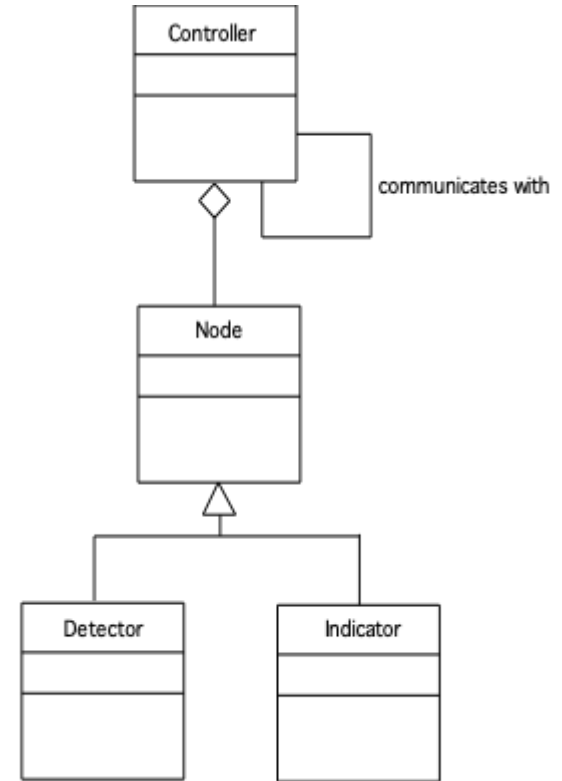 Controller
communicates with
Node
Detector
Indicator